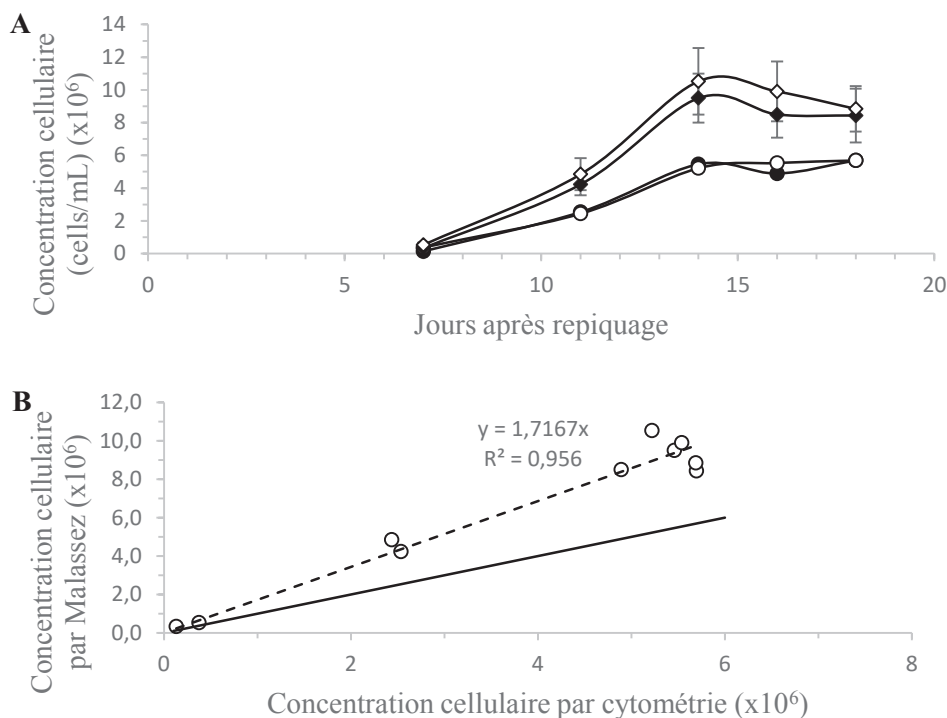 A
Concentration cellulaire
(cells/mL) (x10⁶)
14
12
10
8
6
4
2
0
0 5 10 15 20
Jours après repiquage
B
Concentration cellulaire
par Malassez (x10⁶)
12,0
10,0
8,0
6,0
4,0
2,0
0,0
y = 1,7167x
R² = 0,956
0 2 4 6 8
Concentration cellulaire par cytométrie (x10⁶)